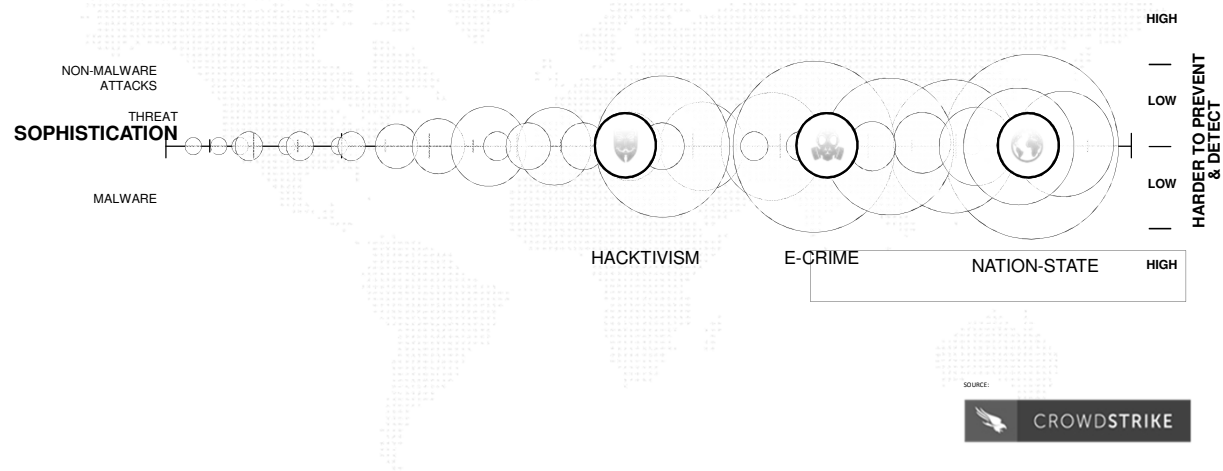 HIGH
NON-MALWARE
ATTACKS
LOW
THREAT
SOPHISTICATION
HARDER TO PREVENT
& DETECT
LOW
MALWARE
HACKTIVISM
E-CRIME
NATION-STATE
HIGH
SOURCE:
CROWDSTRIKE